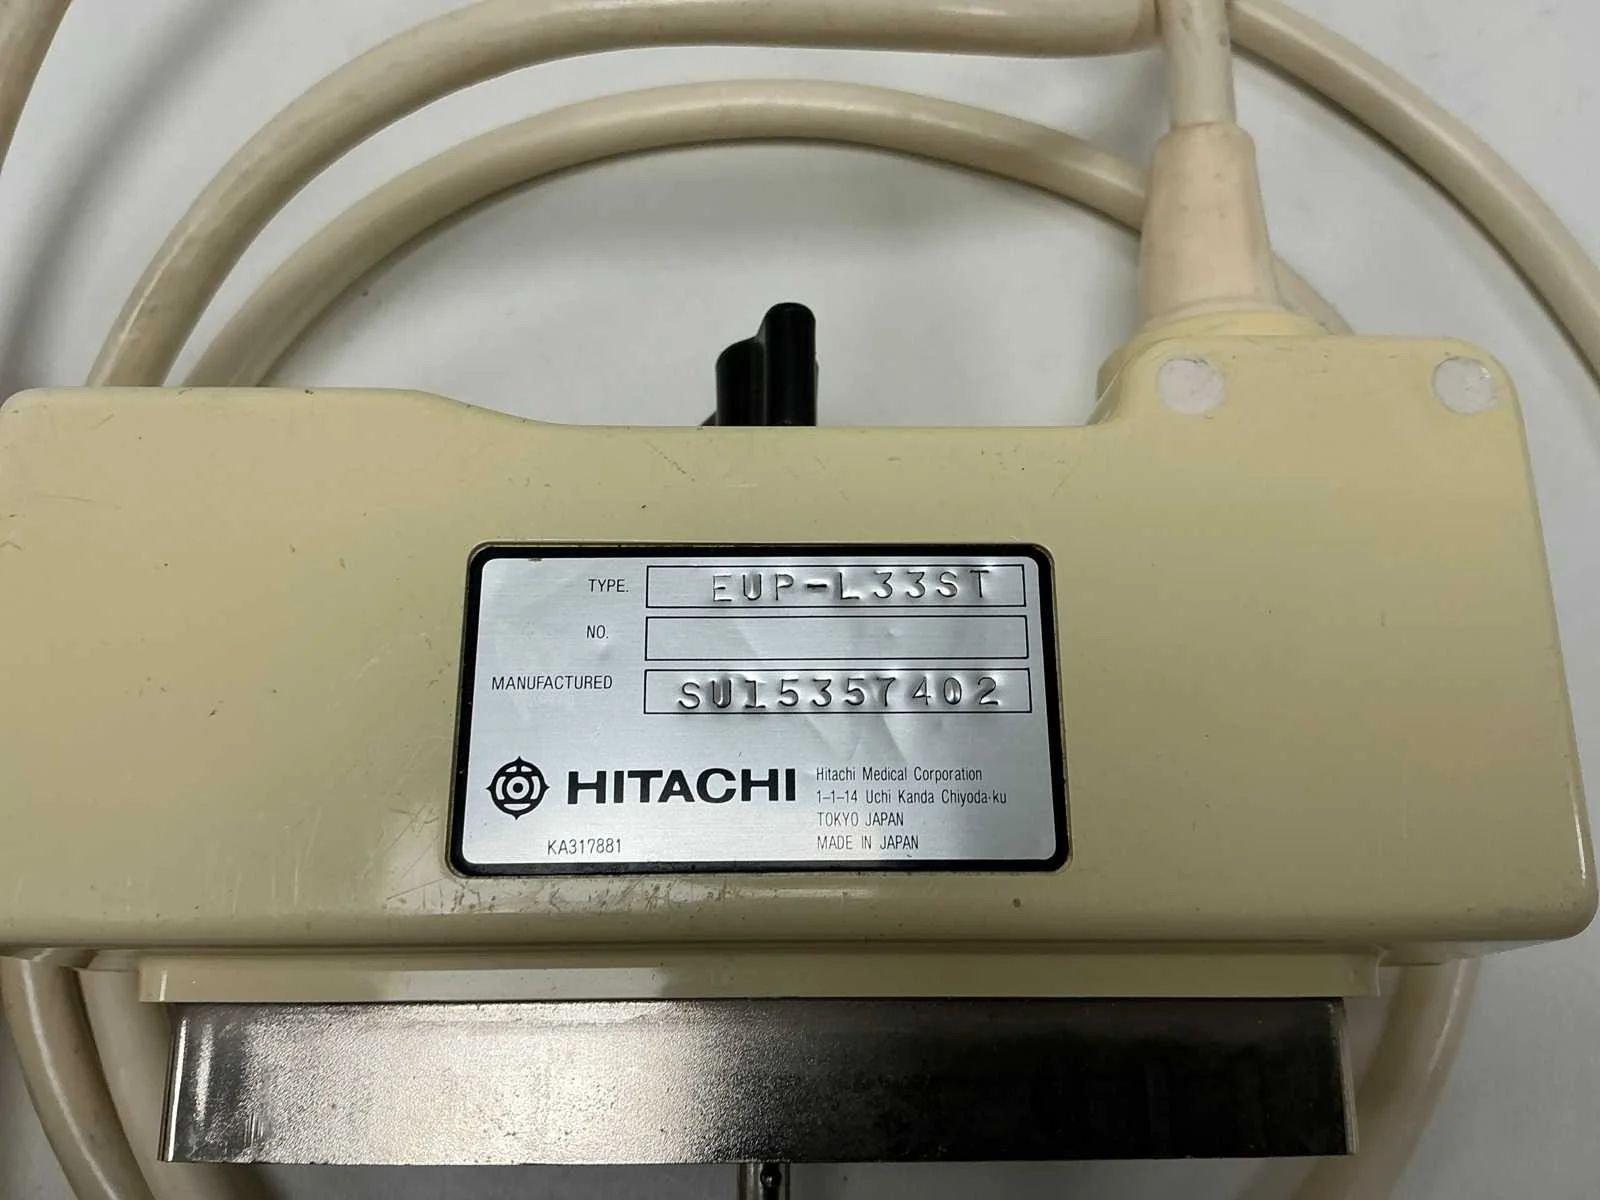 TYPE. EUP-L33ST
NO.
MANUFACTURED SU15357402
HITACHI
Hitachi Medical Corporation
1-1-14 Uchi Kanda Chiyoda-ku
TOKYO JAPAN
MADE IN JAPAN
KA317881